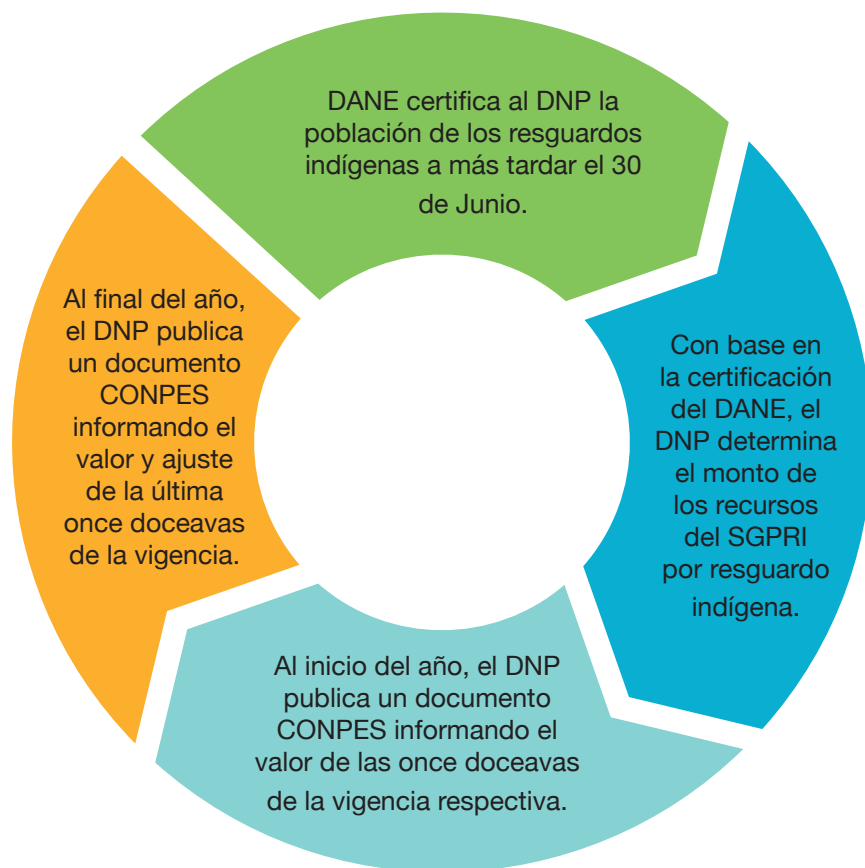 DANE certifica al DNP la
población de los resguardos
indígenas a más tardar el 30
de Junio.
Con base en
la certificación
del DANE, el
DNP determina
el monto de
los recursos
del SGPRI
por resguardo
indígena.
Al inicio del año, el DNP
publica un documento
CONPES informando el
valor de las once doceavas
de la vigencia respectiva.
Al final del año,
el DNP publica
un documento
CONPES
informando el
valor y ajuste
de la última
once doceavas
de la vigencia.